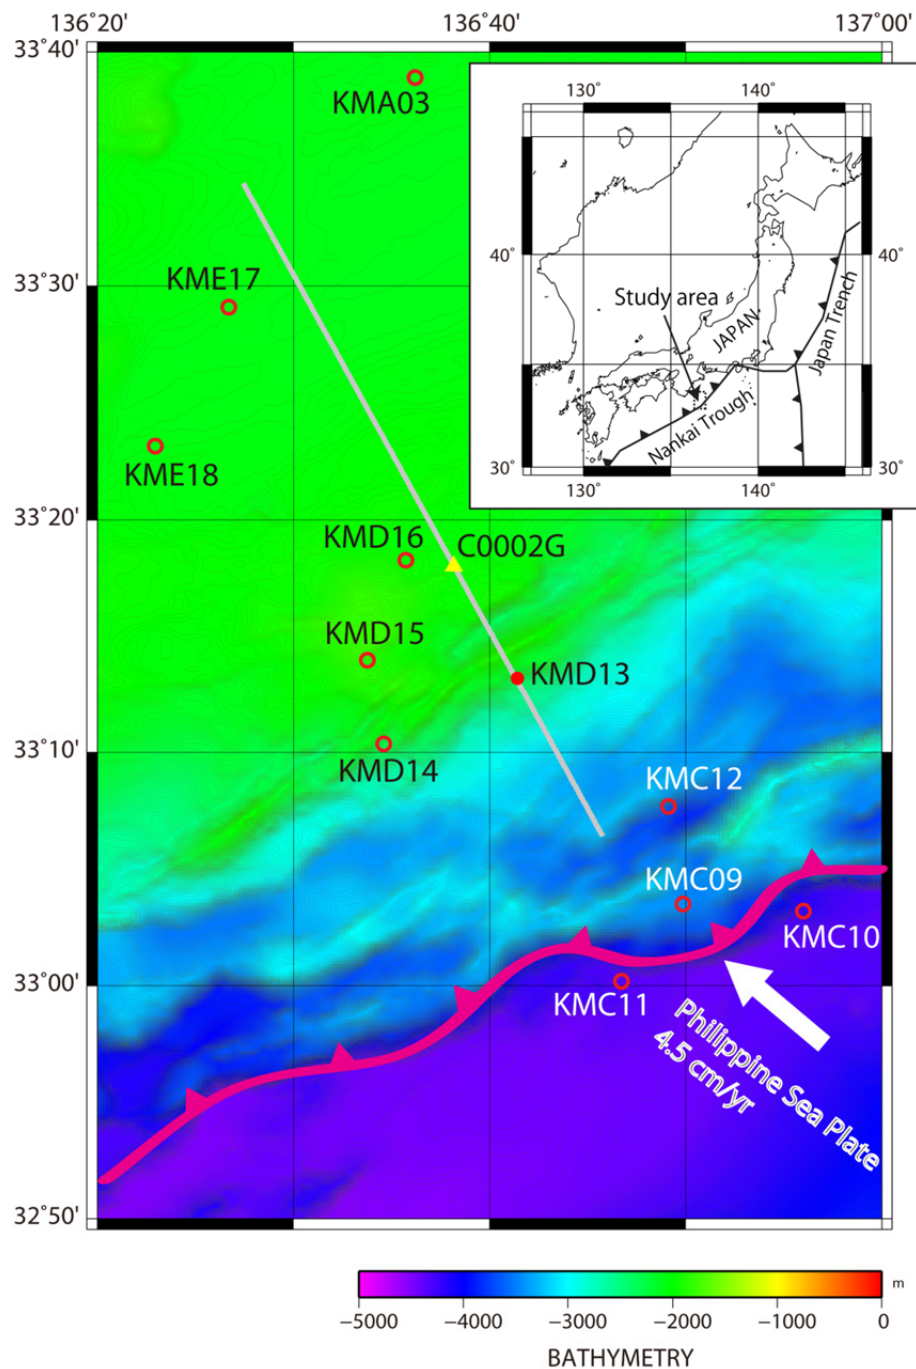 136˚20'
136˚40'
137˚00'
33˚40'
KMA03
130˚
140˚
KME17
33˚30'
40˚
40˚
Study area
JAPAN
Japan Trench
Nankai Trough
KME18
30˚
30˚
130˚
140˚
33˚20'
KMD16
C0002G
KMD15
KMD13
33˚10'
KMD14
KMC12
KMC09
KMC10
33˚00'
KMC11
Philippine Sea Plate
4.5 cm/yr
32˚50'
m
−5000
−4000
−3000
−2000
−1000
0
BATHYMETRY